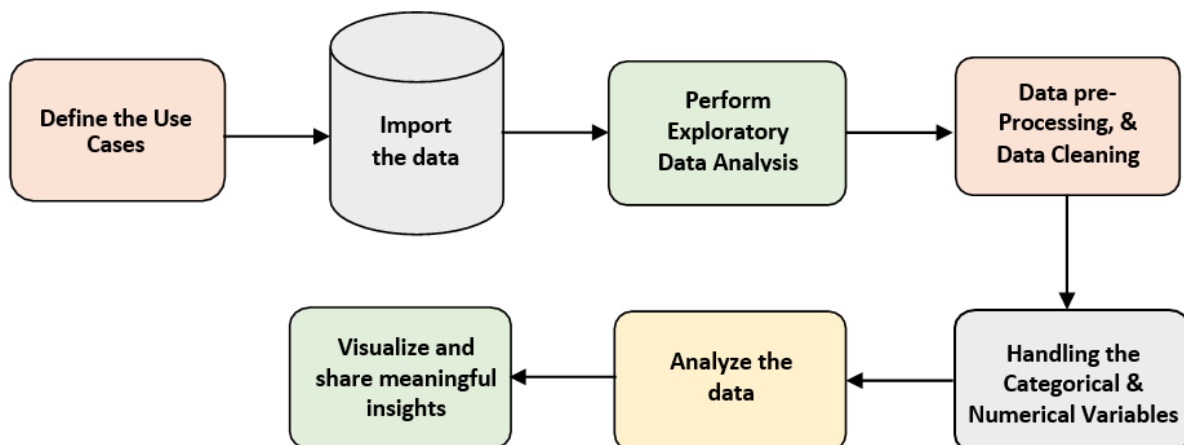 Define the Use
Cases
Import
the data
Perform
Exploratory
Data Analysis
Data pre-
Processing, &
Data Cleaning
Handling the
Categorical &
Numerical Variables
Analyze the
data
Visualize and
share meaningful
insights